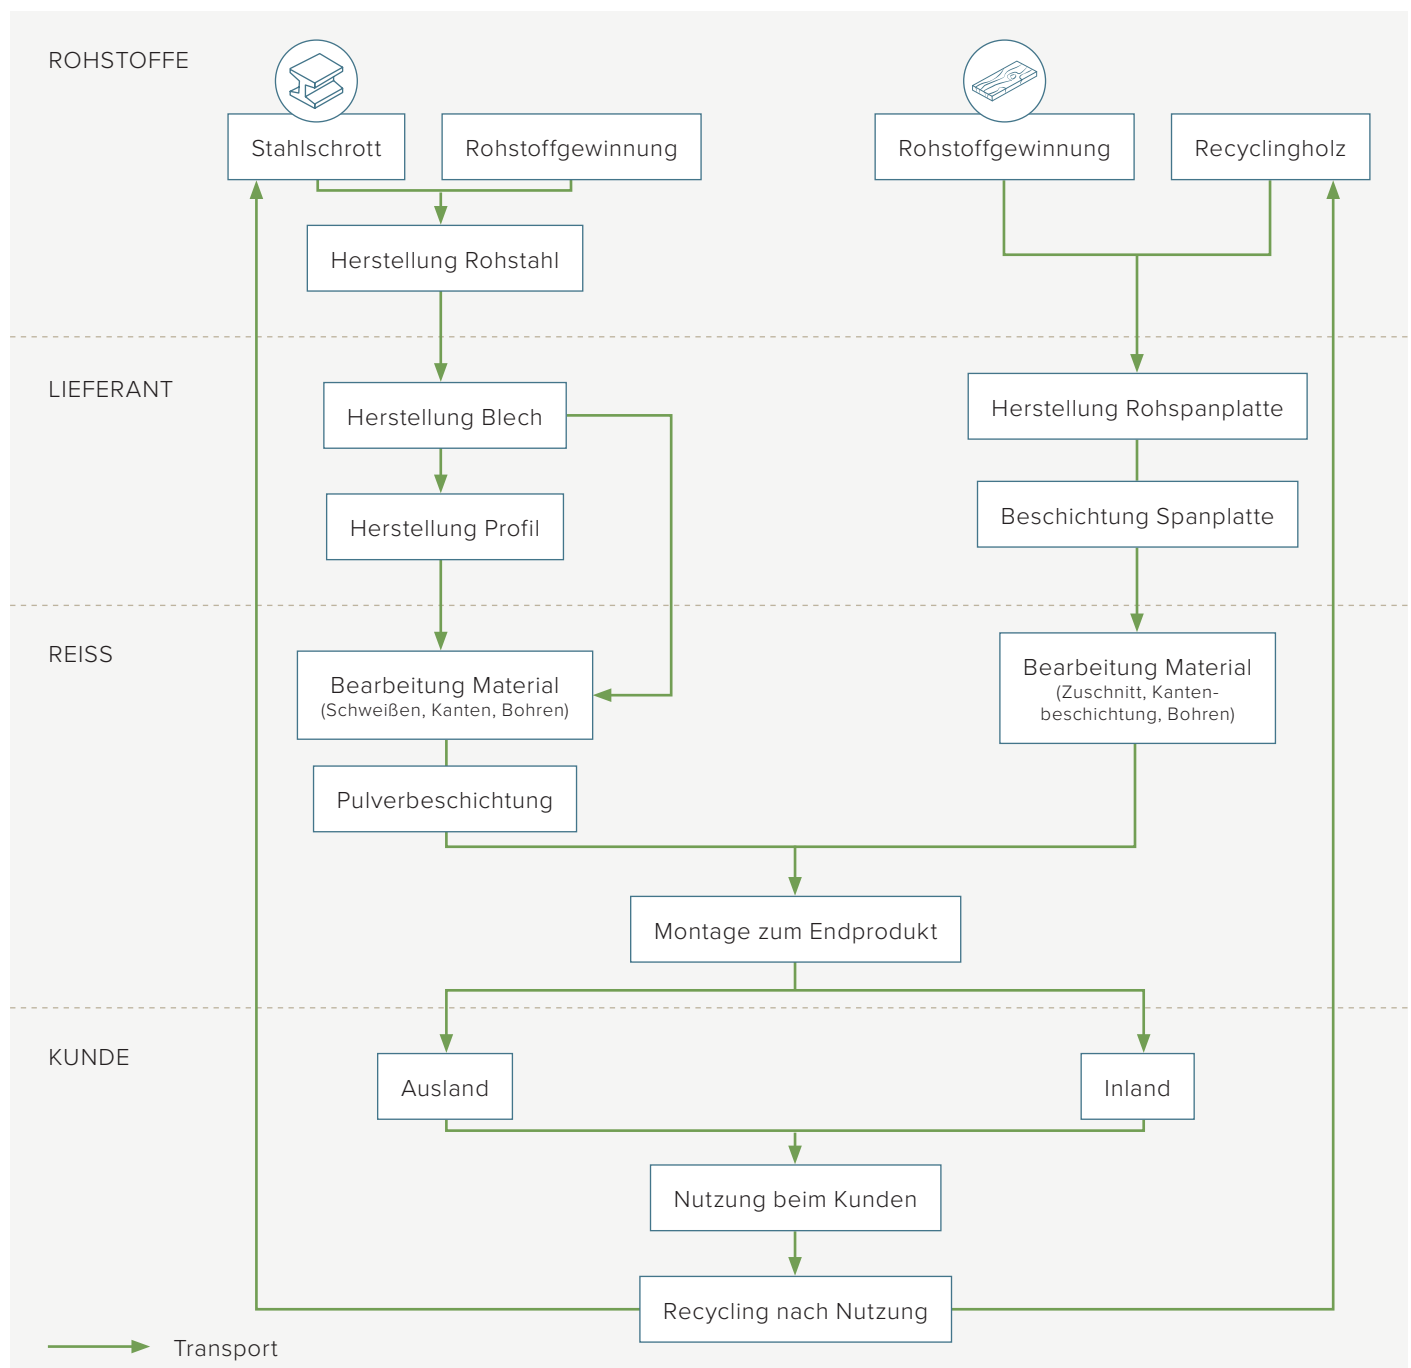 ROHSTOFFE
Stahlschrott
Rohstoffgewinnung
Rohstoffgewinnung
Recyclingholz
Herstellung Rohstahl
LIEFERANT
Herstellung Blech
Herstellung Rohspanplatte
Herstellung Profil
Beschichtung Spanplatte
REISS
Bearbeitung Material
(Schweißen, Kanten, Bohren)
Bearbeitung Material
(Zuschnitt, Kanten-
beschichtung, Bohren)
Pulverbeschichtung
Montage zum Endprodukt
KUNDE
Ausland
Inland
Nutzung beim Kunden
Recycling nach Nutzung
Transport